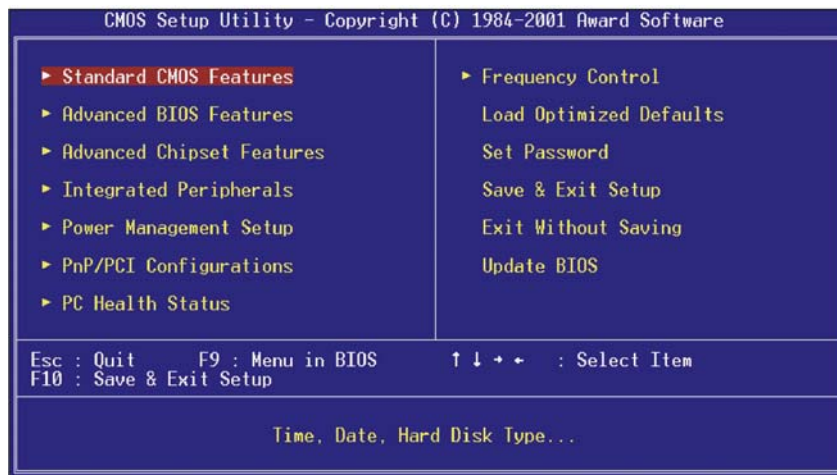 CMOS Setup Utility - Copyright (C) 1984-2001 Award Software
▶ Standard CMOS Features
▶ Advanced BIOS Features
▶ Advanced Chipset Features
▶ Integrated Peripherals
▶ Power Management Setup
▶ PnP/PCI Configurations
▶ PC Health Status
▶ Frequency Control
Load Optimized Defaults
Set Password
Save & Exit Setup
Exit Without Saving
Update BIOS
Esc : Quit F9 : Menu in BIOS ↑ ↓ → ← : Select Item
F10 : Save & Exit Setup
Time, Date, Hard Disk Type...